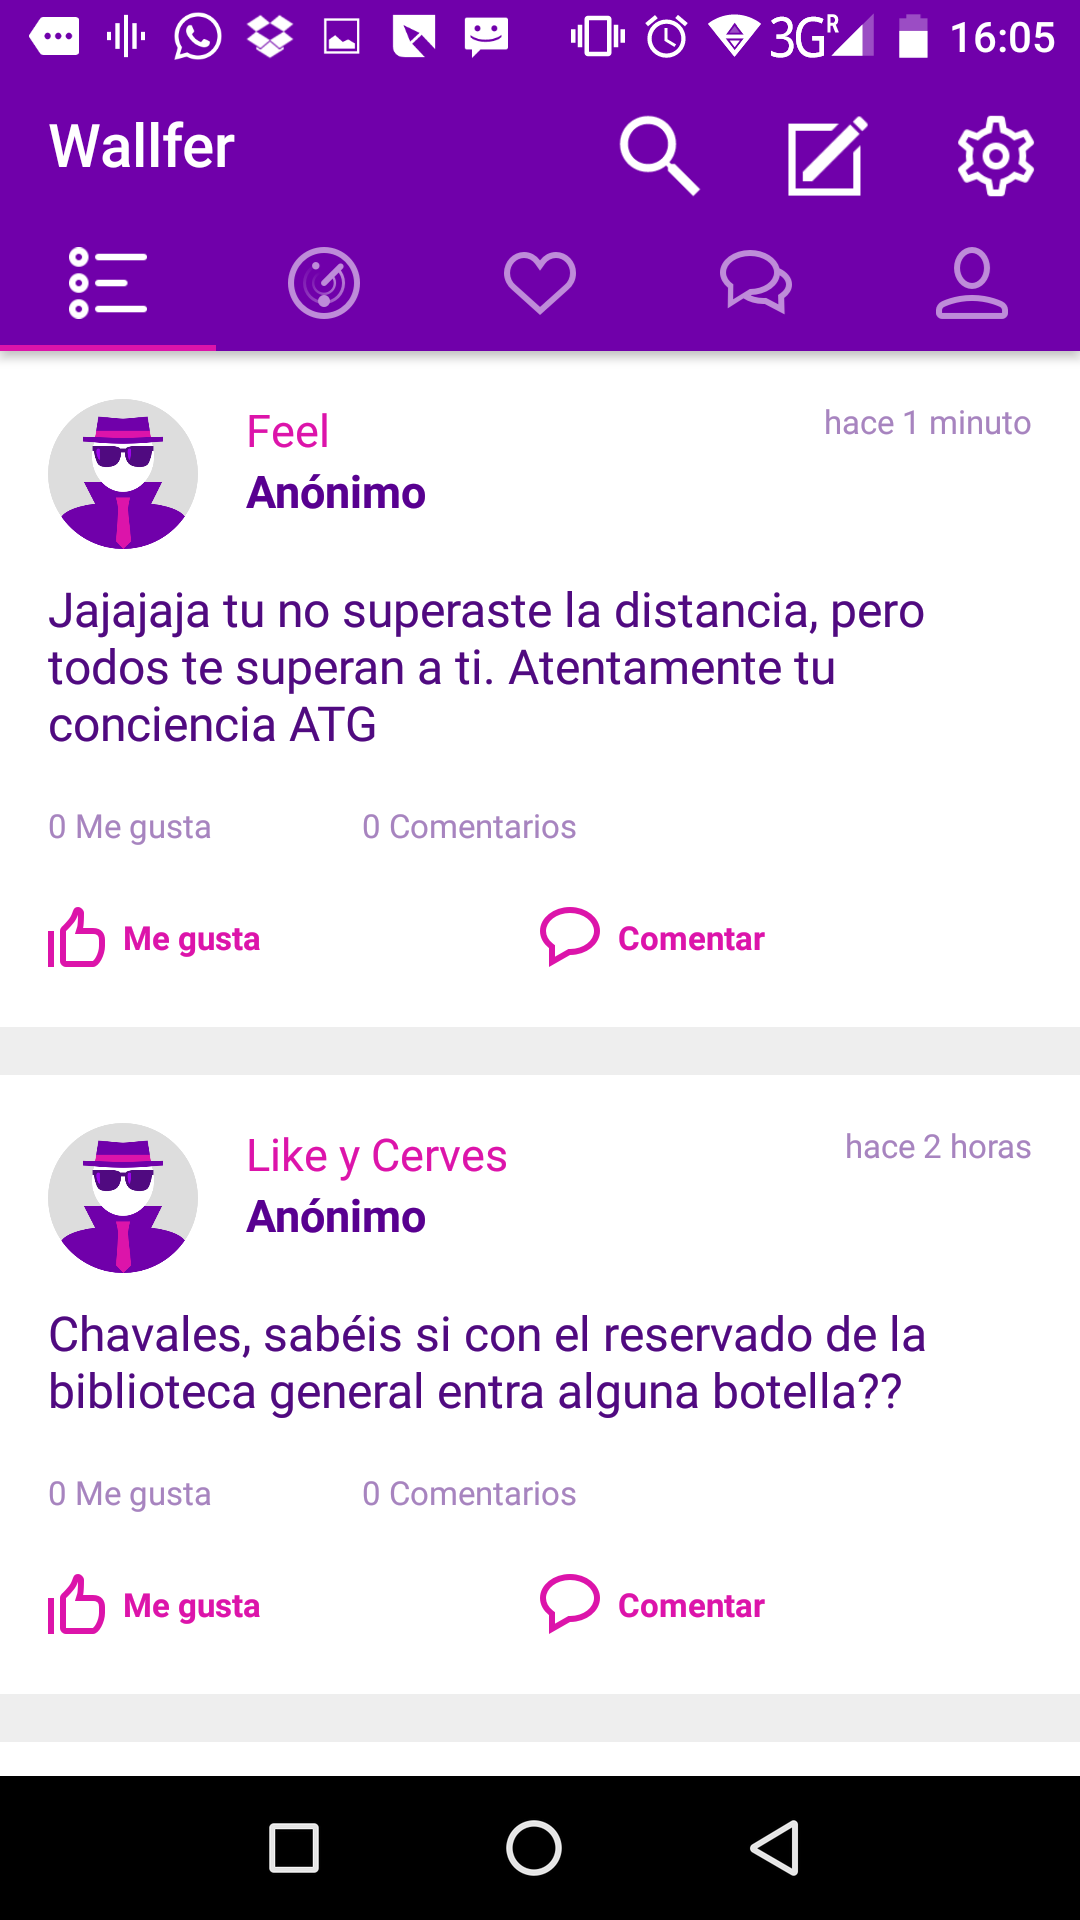 3G R 16:05
Wallfer
Feel
hace 1 minuto
Anónimo
Jajajaja tu no superaste la distancia, pero
todos te superan a ti. Atentamente tu
conciencia ATG
0 Me gusta 0 Comentarios
Me gusta Comentar
Like y Cerves
hace 2 horas
Anónimo
Chavales, sabéis si con el reservado de la
biblioteca general entra alguna botella??
0 Me gusta 0 Comentarios
Me gusta Comentar